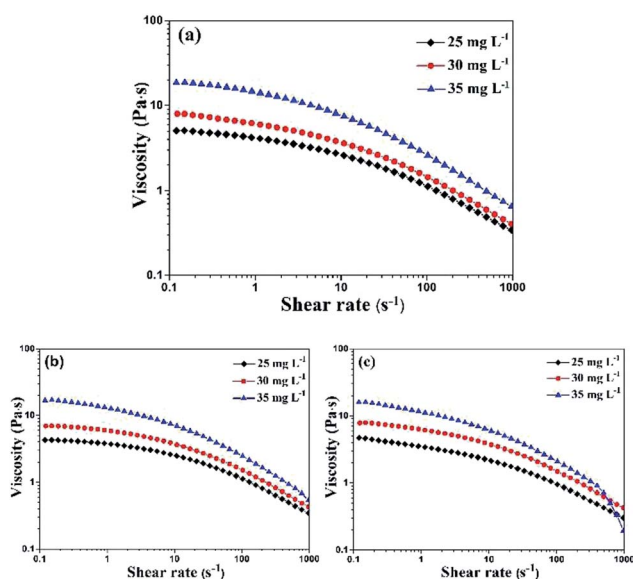 (a)
25 mg L⁻¹
30 mg L⁻¹
35 mg L⁻¹
Viscosity (Pa·s)
100
10
1
0.1
0.1 1 10 100 1000
Shear rate (s⁻¹)
(b)
25 mg L⁻¹
30 mg L⁻¹
35 mg L⁻¹
Viscosity (Pa·s)
100
10
1
0.1
0.1 1 10 100 1000
Shear rate (s⁻¹)
(c)
25 mg L⁻¹
30 mg L⁻¹
35 mg L⁻¹
Viscosity (Pa·s)
100
10
1
0.1
0.1 1 10 100 1000
Shear rate (s⁻¹)